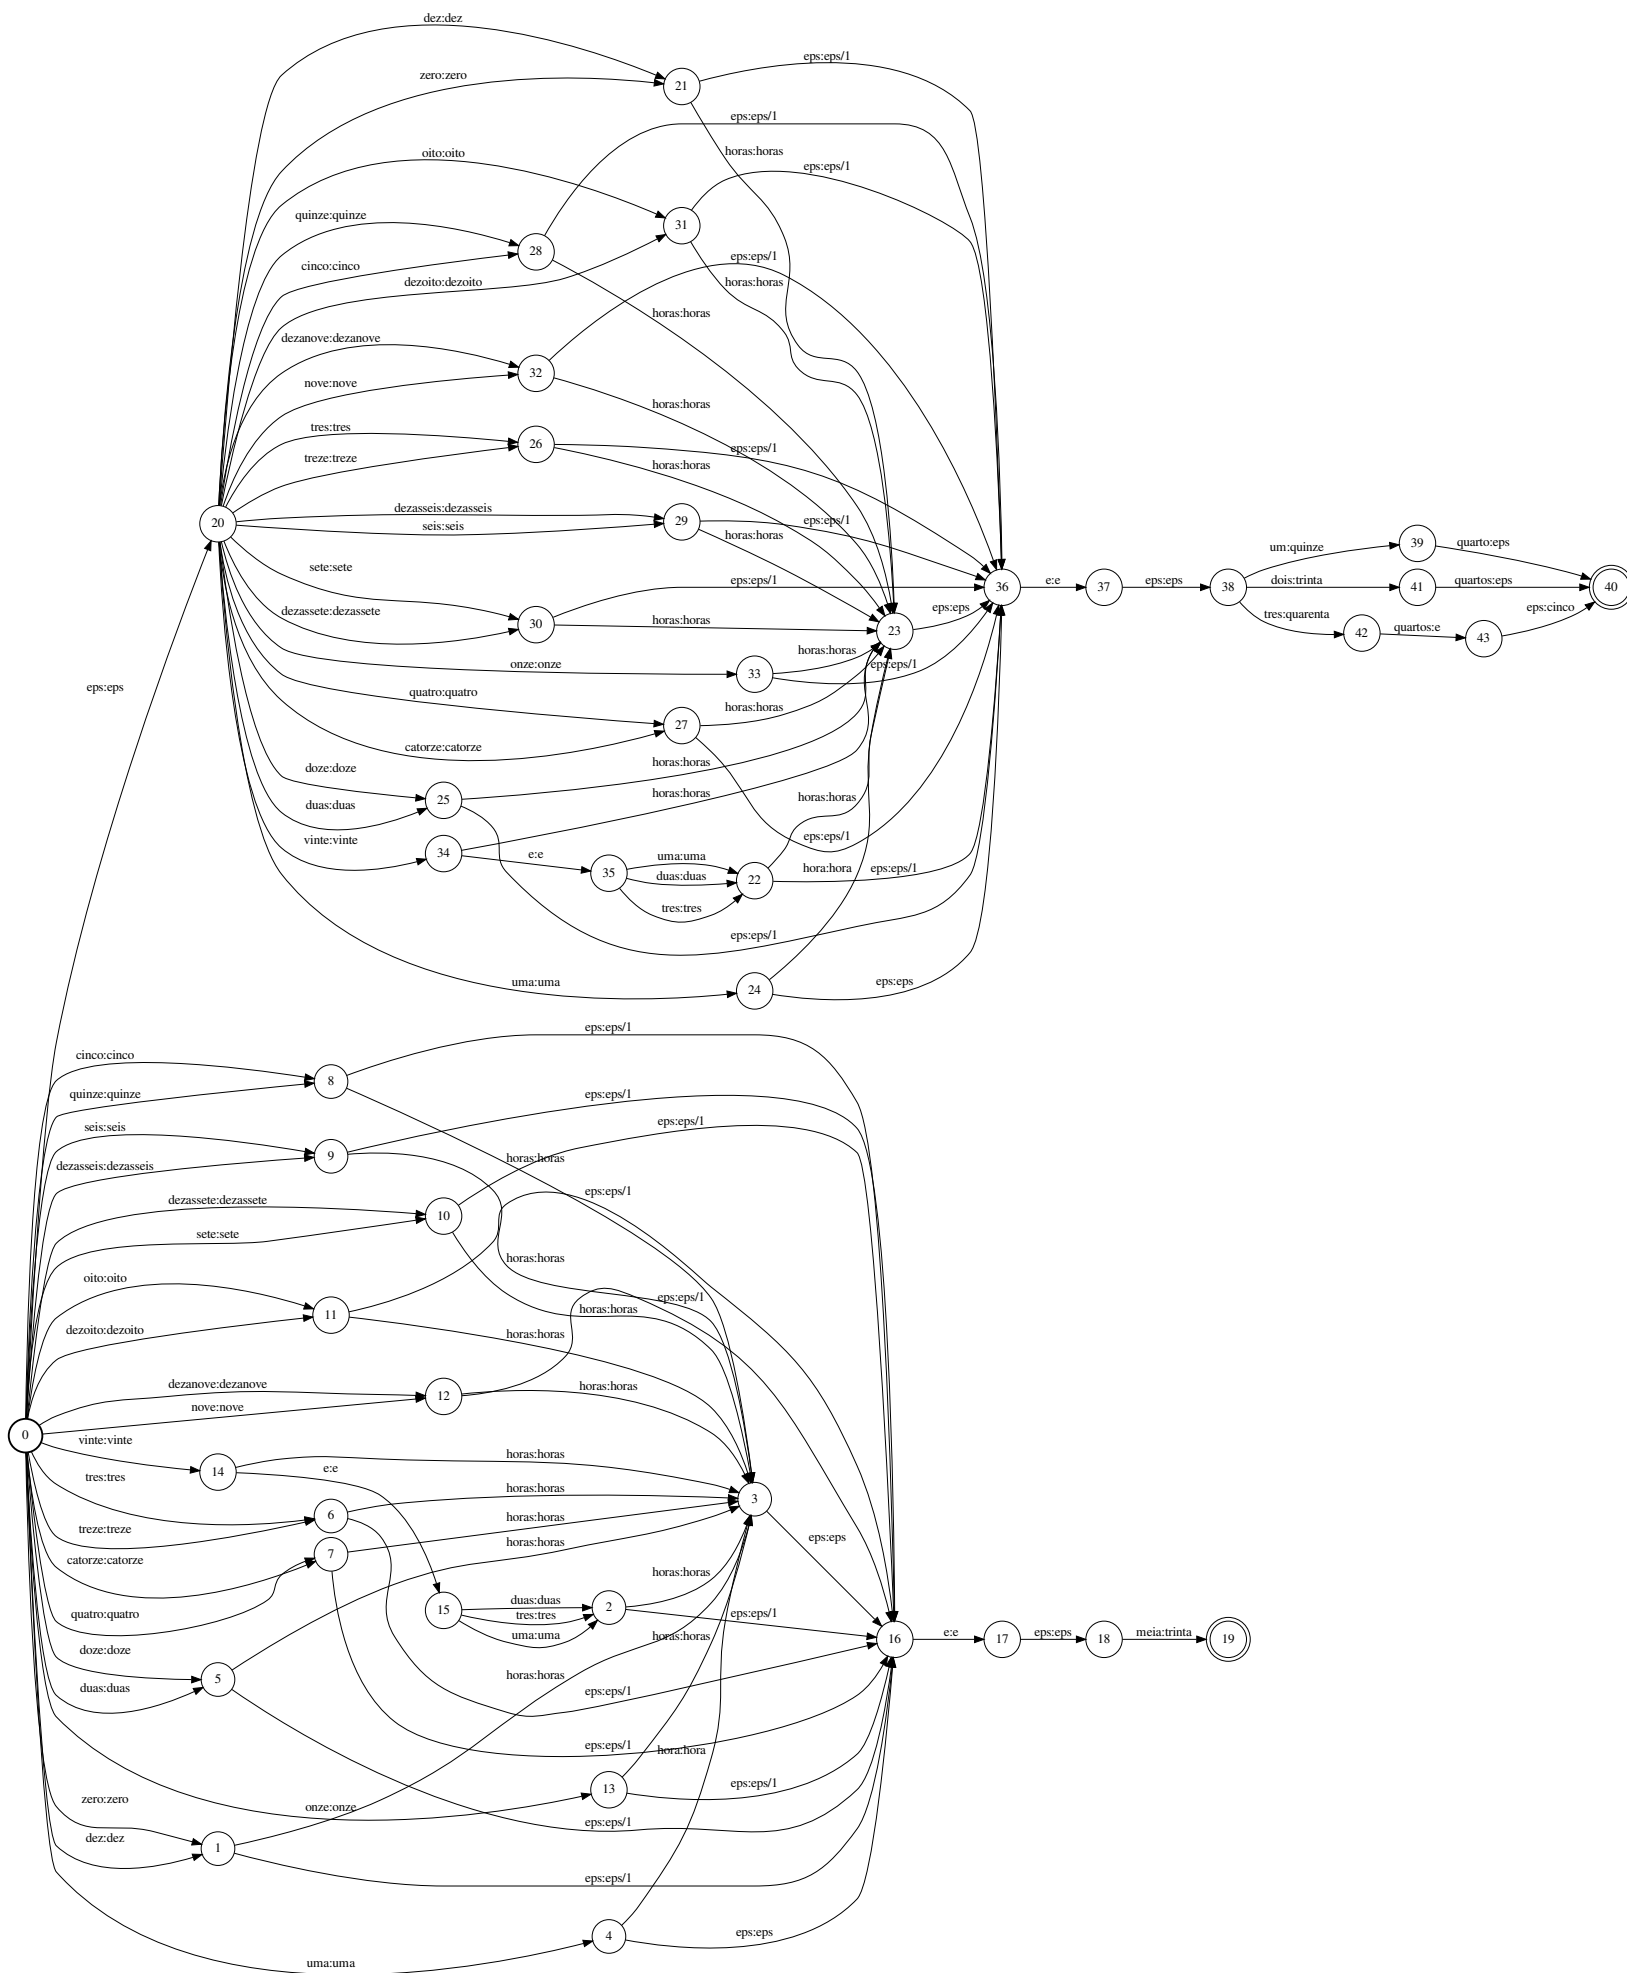 dez:dez
eps:eps/1
zero:zero
21
eps:eps/1
horas:horas
oito:oito
eps:eps/1
quinze:quinze
31
28
eps:eps/1
cinco:cinco
dezoito:dezoito
horas:horas
horas:horas
dezanove:dezanove
32
nove:nove
horas:horas
tres:tres
26
eps:eps/1
treze:treze
horas:horas
20
dezasseis:dezasseis
29
eps:eps/1
seis:seis
horas:horas
um:quinze
39
quarto:eps
sete:sete
eps:eps/1
36
e:e
37
eps:eps
38
dois:trinta
41
quartos:eps
40
dezassete:dezassete
30
horas:horas
23
eps:eps
tres:quarenta
42
quartos:e
43
eps:cinco
onze:onze
33
horas:horas
eps:eps/1
eps:eps
quatro:quatro
27
horas:horas
catorze:catorze
doze:doze
horas:horas
25
duas:duas
horas:horas
horas:horas
vinte:vinte
34
eps:eps/1
e:e
35
uma:uma
duas:duas
22
hora:hora
eps:eps/1
tres:tres
eps:eps/1
uma:uma
24
eps:eps
eps:eps/1
cinco:cinco
8
quinze:quinze
eps:eps/1
seis:seis
9
eps:eps/1
dezasseis:dezasseis
horas:horas
dezassete:dezassete
10
eps:eps/1
sete:sete
horas:horas
oito:oito
11
eps:eps/1
horas:horas
dezoito:dezoito
horas:horas
dezanove:dezanove
12
horas:horas
nove:nove
0
vinte:vinte
14
horas:horas
e:e
tres:tres
horas:horas
3
6
horas:horas
treze:treze
eps:eps
7
horas:horas
catorze:catorze
horas:horas
15
duas:duas
2
quatro:quatro
tres:tres
eps:eps/1
uma:uma
horas:horas
16
e:e
17
eps:eps
18
meia:trinta
19
doze:doze
5
horas:horas
duas:duas
eps:eps/1
eps:eps/1
hora:hora
13
eps:eps/1
zero:zero
onze:onze
eps:eps/1
dez:dez
1
eps:eps/1
4
eps:eps
uma:uma